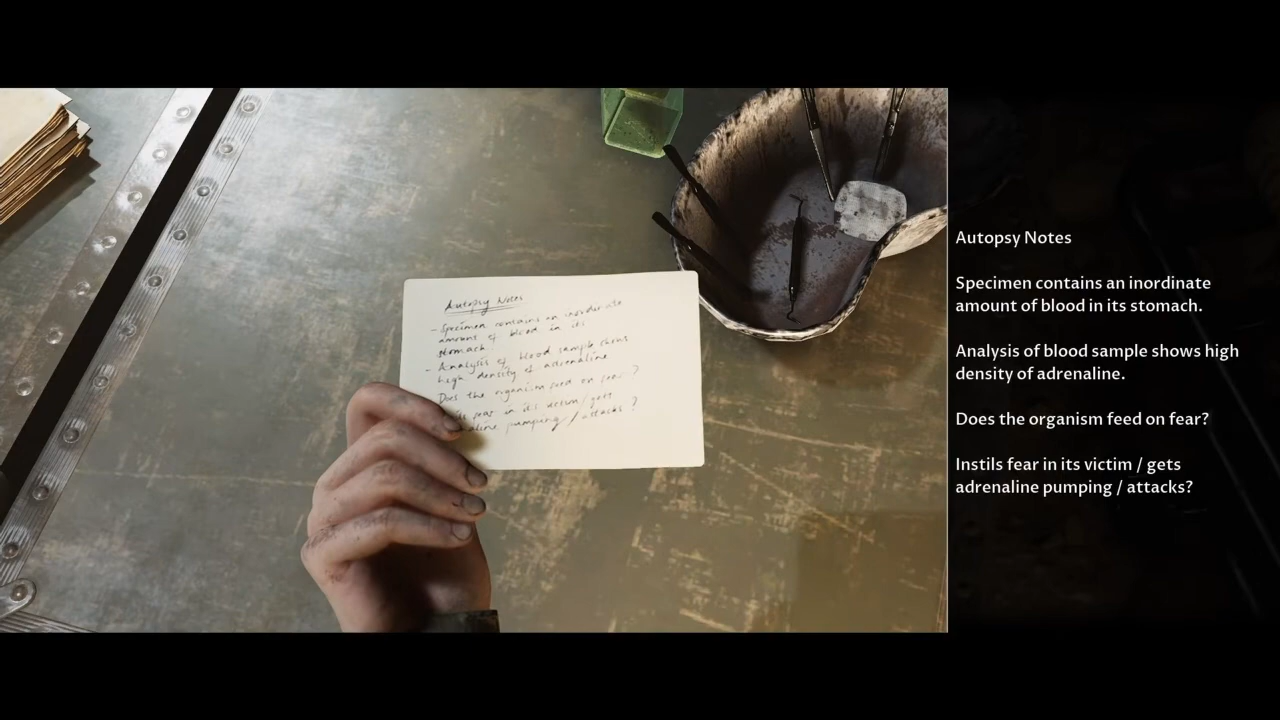 Autopsy Notes
- Specimen contains an inordinate
amount of blood in its
stomach.
- Analysis of blood sample shows
high density of adrenaline
Does the organism feed on fear?
fear in it's victim / gets
pumping / attacks?
Autopsy Notes
Specimen contains an inordinate
amount of blood in its stomach.
Analysis of blood sample shows high
density of adrenaline.
Does the organism feed on fear?
Instils fear in its victim / gets
adrenaline pumping / attacks?